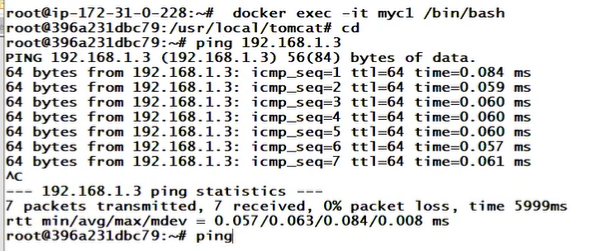 root@ip-172-31-0-228:~# docker exec -it myc1 /bin/bash
root@396a231dbc79:/usr/local/tomcat# cd
root@396a231dbc79:~# ping 192.168.1.3
PING 192.168.1.3 (192.168.1.3) 56(84) bytes of data.
64 bytes from 192.168.1.3: icmp_seq=1 ttl=64 time=0.084 ms
64 bytes from 192.168.1.3: icmp_seq=2 ttl=64 time=0.059 ms
64 bytes from 192.168.1.3: icmp_seq=3 ttl=64 time=0.060 ms
64 bytes from 192.168.1.3: icmp_seq=4 ttl=64 time=0.060 ms
64 bytes from 192.168.1.3: icmp_seq=5 ttl=64 time=0.060 ms
64 bytes from 192.168.1.3: icmp_seq=6 ttl=64 time=0.057 ms
64 bytes from 192.168.1.3: icmp_seq=7 ttl=64 time=0.061 ms
^C
--- 192.168.1.3 ping statistics ---
7 packets transmitted, 7 received, 0% packet loss, time 5999ms
rtt min/avg/max/mdev = 0.057/0.063/0.084/0.008 ms
root@396a231dbc79:~# ping